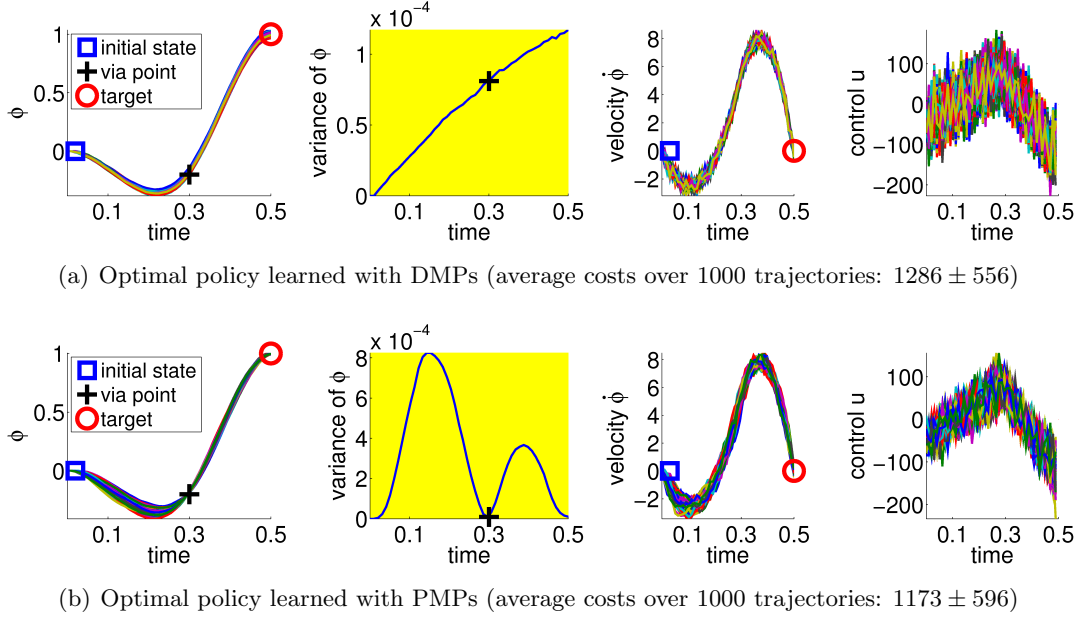 initial state
via point
target
1
0.5
0
0.1
0.3
0.5
time
ϕ
x 10⁻⁴
1
0.5
0
0.1
0.3
0.5
time
variance of ϕ
8
6
4
2
0
−2
0.1
0.3
0.5
time
velocity ϕ̇
100
0
−100
−200
0.1
0.3
0.5
time
control u
(a) Optimal policy learned with DMPs (average costs over 1000 trajectories: 1286 ± 556)
initial state
via point
target
1
0.5
0
0.1
0.3
0.5
time
ϕ
x 10⁻⁴
8
6
4
2
0
0.1
0.3
0.5
time
variance of ϕ
8
6
4
2
0
−2
0.1
0.3
0.5
time
velocity ϕ̇
100
0
−100
−200
0.1
0.3
0.5
time
control u
(b) Optimal policy learned with PMPs (average costs over 1000 trajectories: 1173 ± 596)